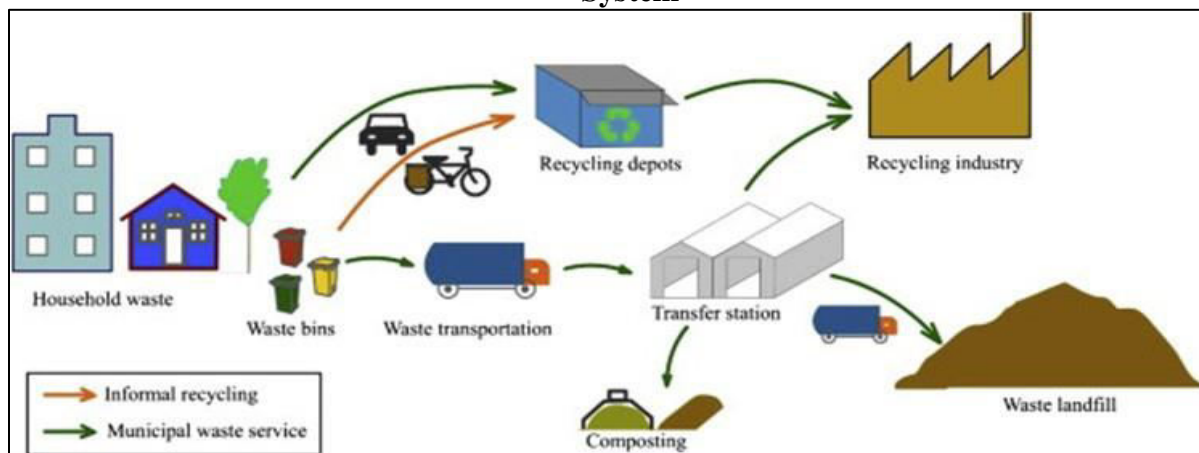 System
Recycling depots
Recycling industry
Household waste
Waste bins
Waste transportation
Transfer station
Informal recycling
Municipal waste service
Composting
Waste landfill